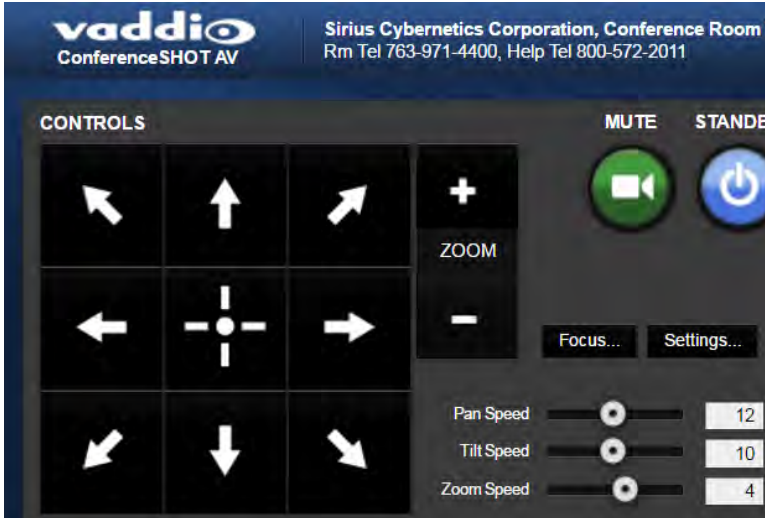 vaddio
ConferenceSHOT AV
Sirius Cybernetics Corporation, Conference Room
Rm Tel 763-971-4400, Help Tel 800-572-2011
CONTROLS
MUTE
STANDB
+
ZOOM
-
Focus...
Settings...
Pan Speed 12
Tilt Speed 10
Zoom Speed 4